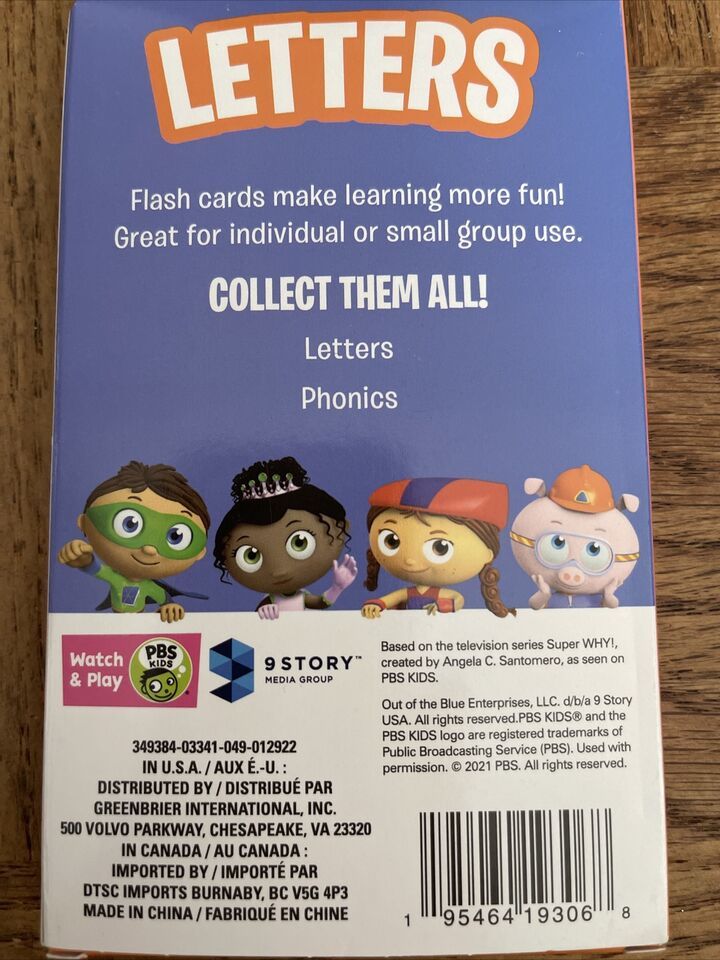 LETTERS
Flash cards make learning more fun!
Great for individual or small group use.
COLLECT THEM ALL!
Letters
Phonics
Watch
& Play
PBS
KIDS
9 STORY™
MEDIA GROUP
Based on the television series Super WHY!,
created by Angela C. Santomero, as seen on
PBS KIDS.
Out of the Blue Enterprises, LLC. d/b/a 9 Story
USA. All rights reserved.PBS KIDS® and the
PBS KIDS logo are registered trademarks of
Public Broadcasting Service (PBS). Used with
permission. © 2021 PBS. All rights reserved.
349384-03341-049-012922
IN U.S.A. / AUX É.-U. :
DISTRIBUTED BY / DISTRIBUÉ PAR
GREENBRIER INTERNATIONAL, INC.
500 VOLVO PARKWAY, CHESAPEAKE, VA 23320
IN CANADA / AU CANADA :
IMPORTED BY / IMPORTÉ PAR
DTSC IMPORTS BURNABY, BC V5G 4P3
MADE IN CHINA / FABRIQUÉ EN CHINE
1 95464 19306 8